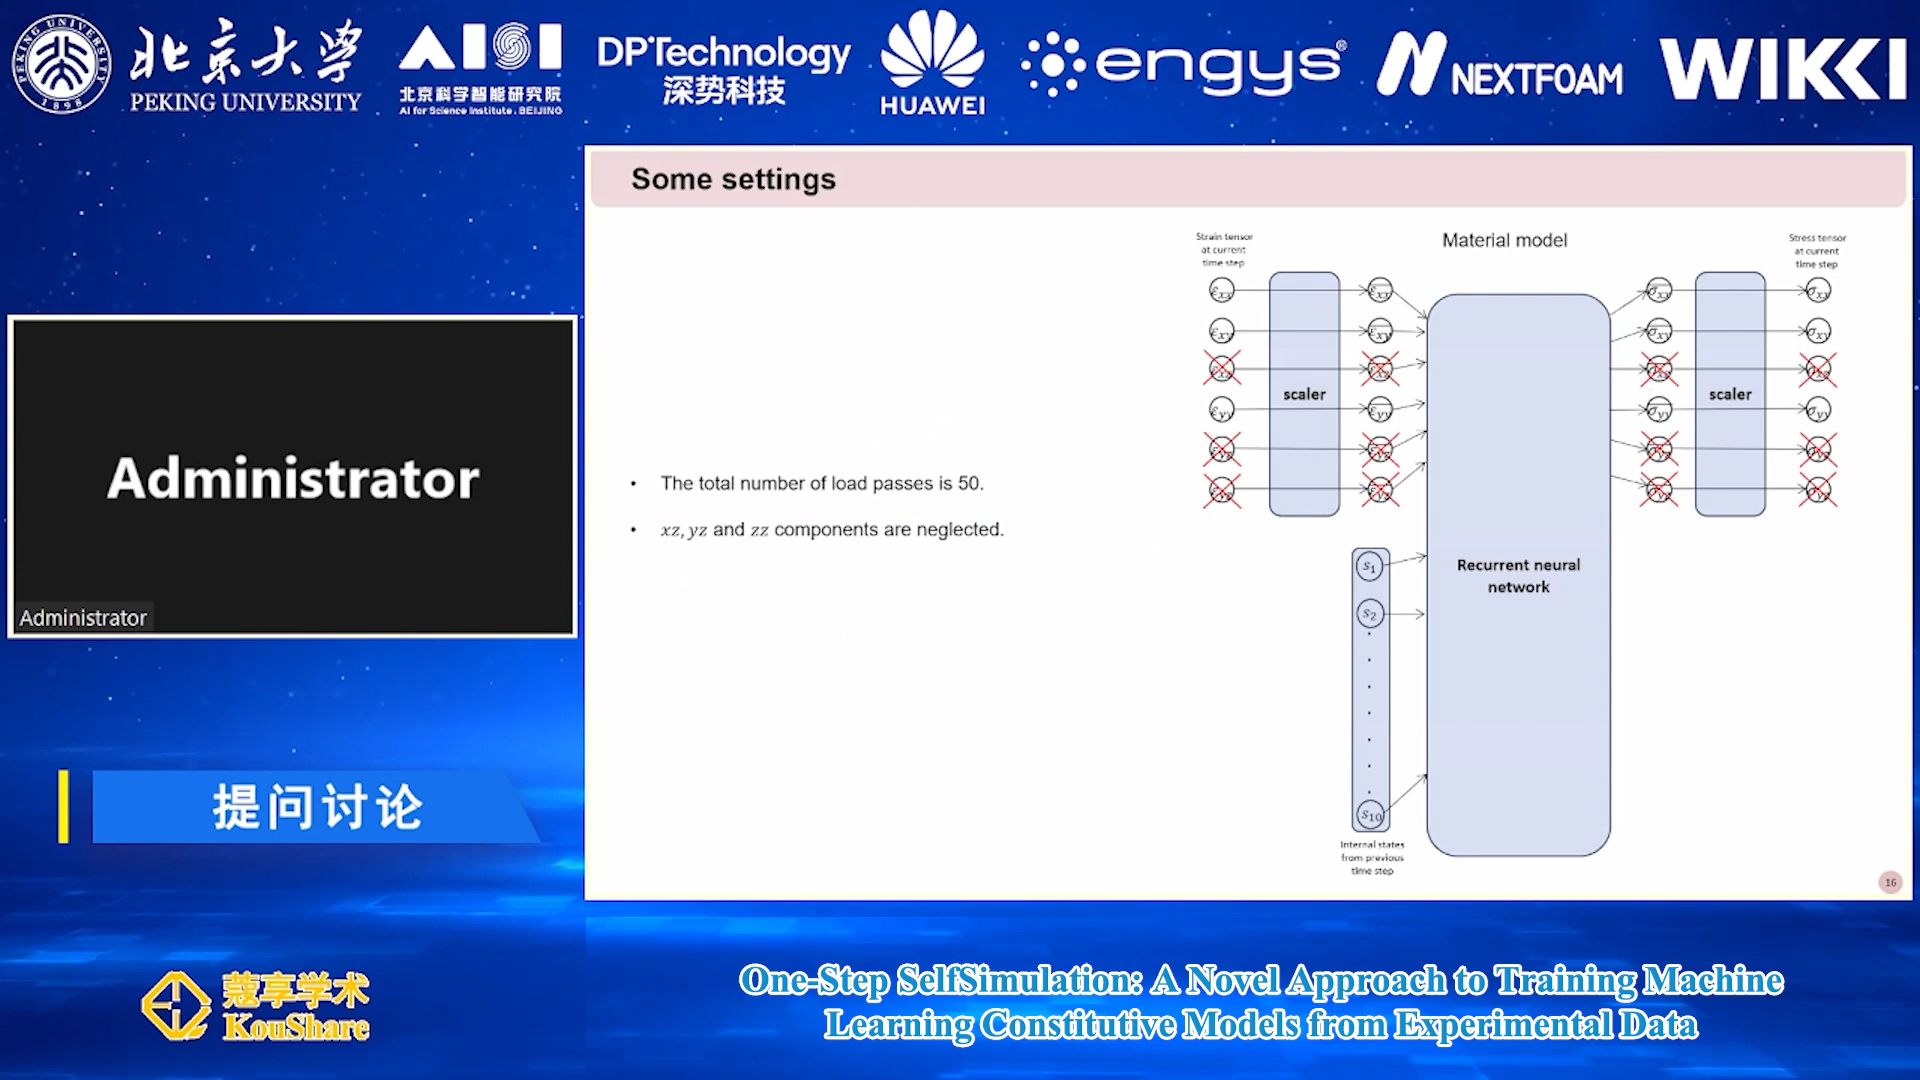 北京大学
PEKING UNIVERSITY
AISI
北京科学智能研究院
AI for Science Institute, BEIJING
DP Technology
深势科技
HUAWEI
engys®
NEXTFOAM
WIKKI
Some settings
Strain tensor
at current
time step
Material model
Stress tensor
at current
time step
scaler
scaler
The total number of load passes is 50.
xz, yz and zz components are neglected.
Recurrent neural
network
s1
s2
s10
Internal states
from previous
time step
16
Administrator
Administrator
提问讨论
蔻享学术
KouShare
One-Step SelfSimulation: A Novel Approach to Training Machine
Learning Constitutive Models from Experimental Data